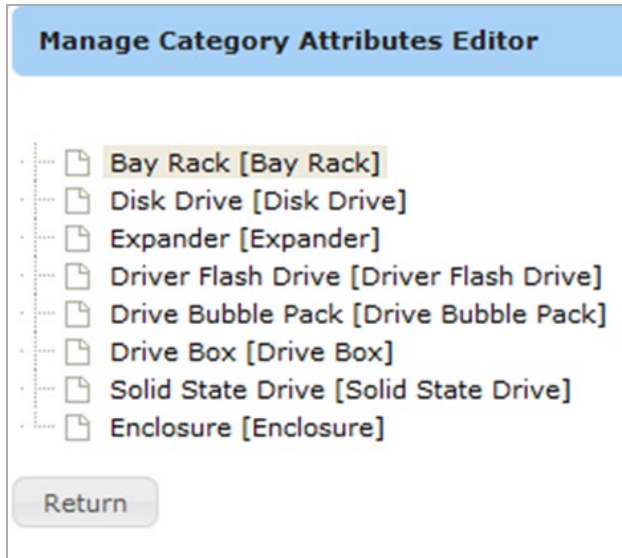 Manage Category Attributes Editor
Bay Rack [Bay Rack]
Disk Drive [Disk Drive]
Expander [Expander]
Driver Flash Drive [Driver Flash Drive]
Drive Bubble Pack [Drive Bubble Pack]
Drive Box [Drive Box]
Solid State Drive [Solid State Drive]
Enclosure [Enclosure]
Return